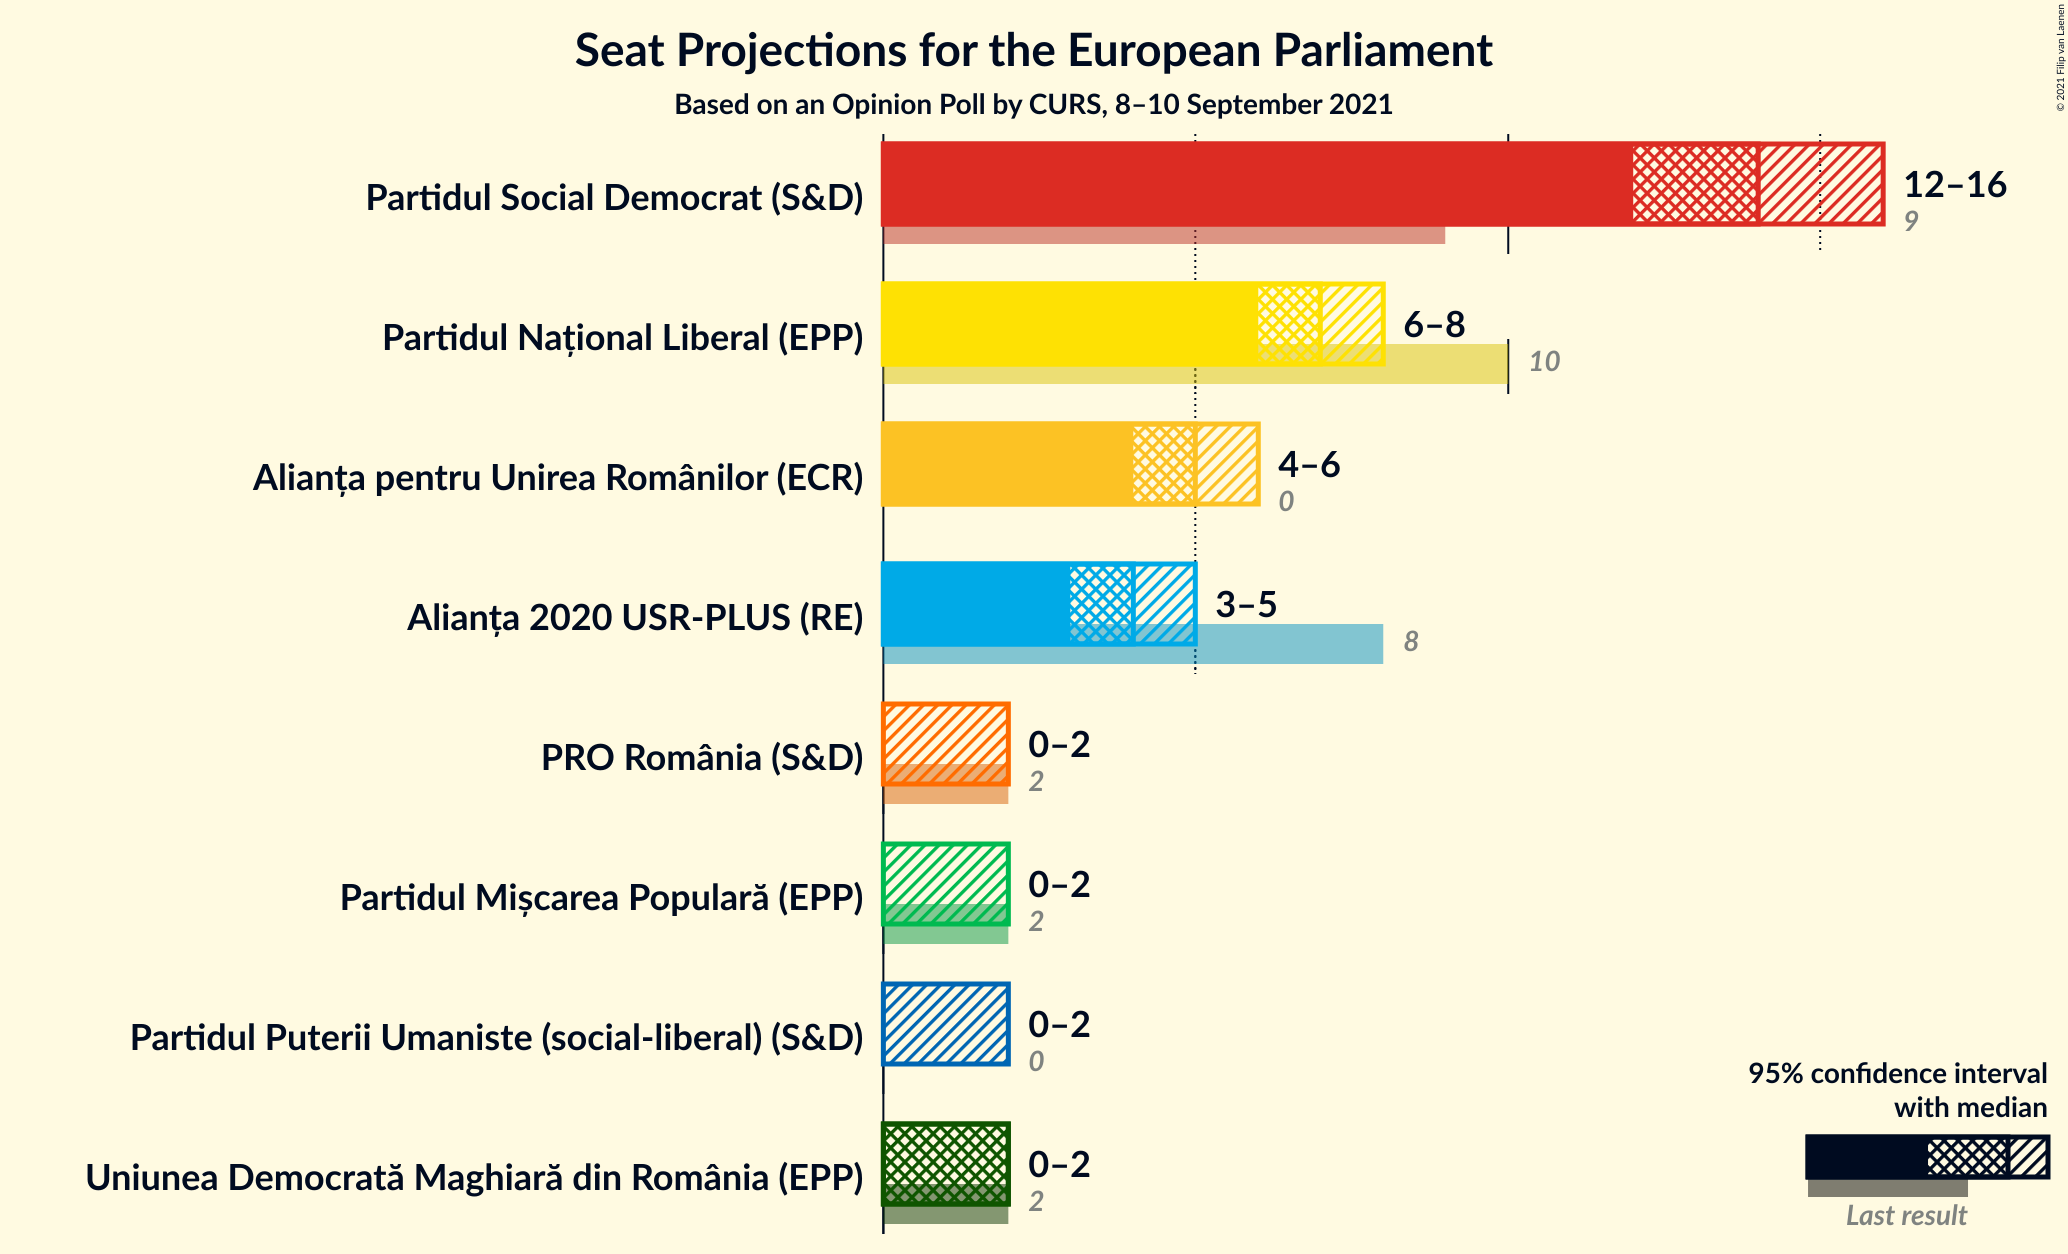 Seat Projections for the European Parliament
Based on an Opinion Poll by CURS, 8–10 September 2021
© 2021 Filip van Laenen
Partidul Social Democrat (S&D)
12–16
9
Partidul Național Liberal (EPP)
6–8
10
Alianța pentru Unirea Românilor (ECR)
4–6
0
Alianța 2020 USR-PLUS (RE)
3–5
8
PRO România (S&D)
0–2
2
Partidul Mișcarea Populară (EPP)
0–2
2
Partidul Puterii Umaniste (social-liberal) (S&D)
0–2
0
Uniunea Democrată Maghiară din România (EPP)
0–2
2
95% confidence interval
with median
Last result